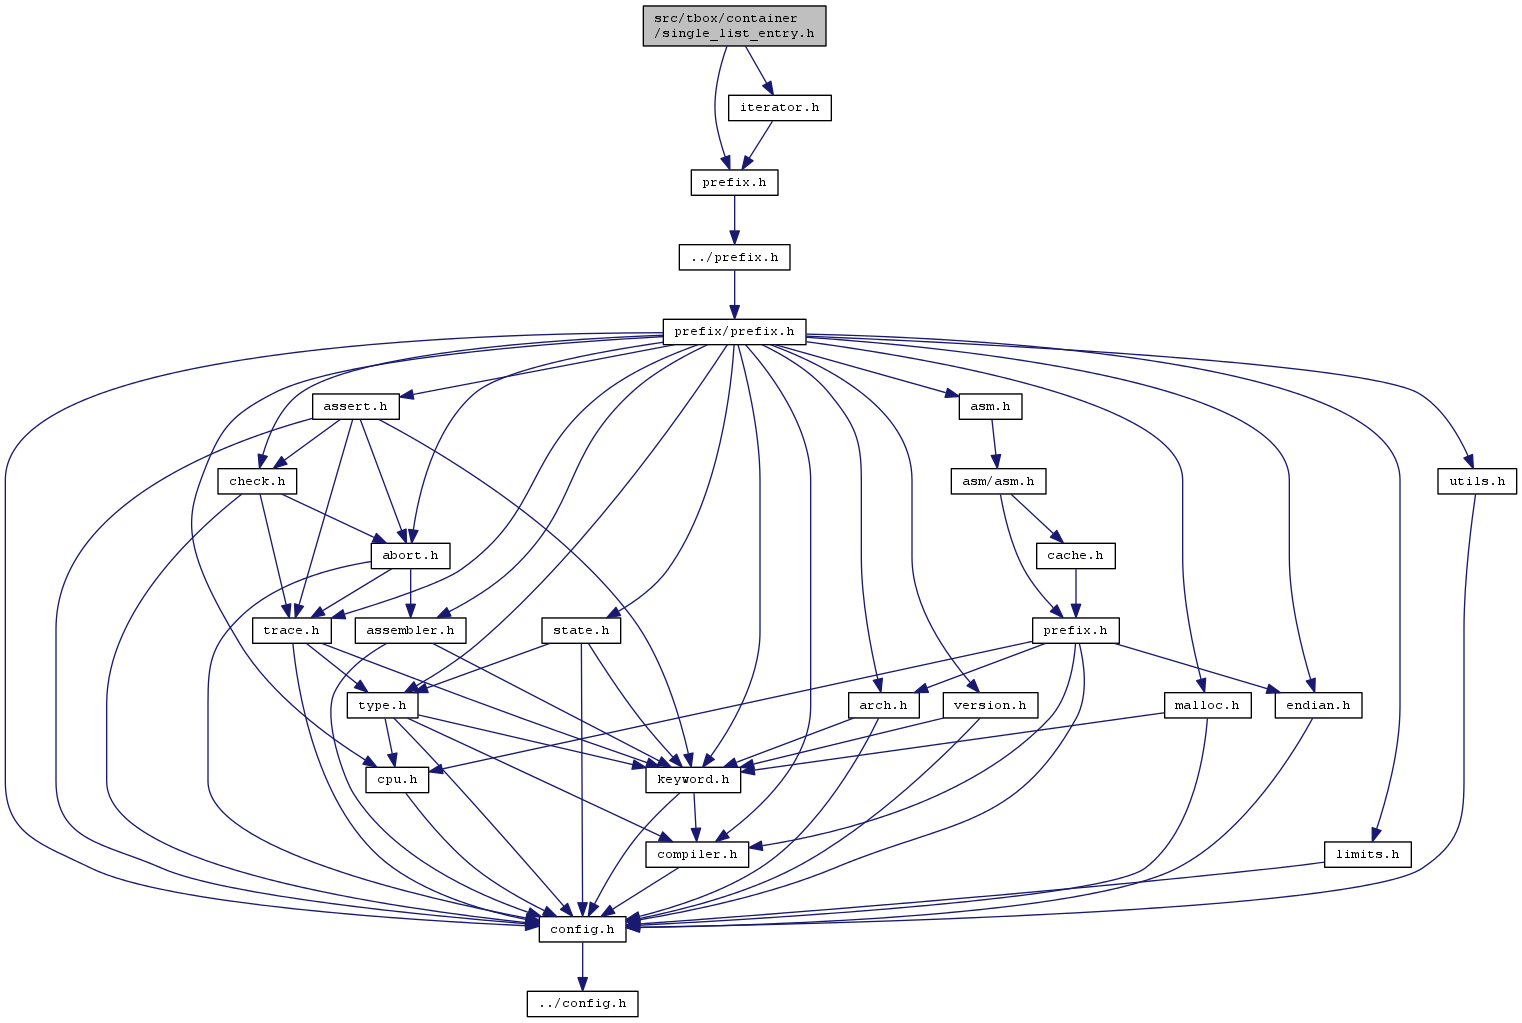 src/tbox/container
/single_list_entry.h
iterator.h
prefix.h
../prefix.h
prefix/prefix.h
assert.h
asm.h
check.h
asm/asm.h
utils.h
abort.h
cache.h
trace.h
assembler.h
state.h
prefix.h
type.h
arch.h
version.h
malloc.h
endian.h
cpu.h
keyword.h
compiler.h
limits.h
config.h
../config.h